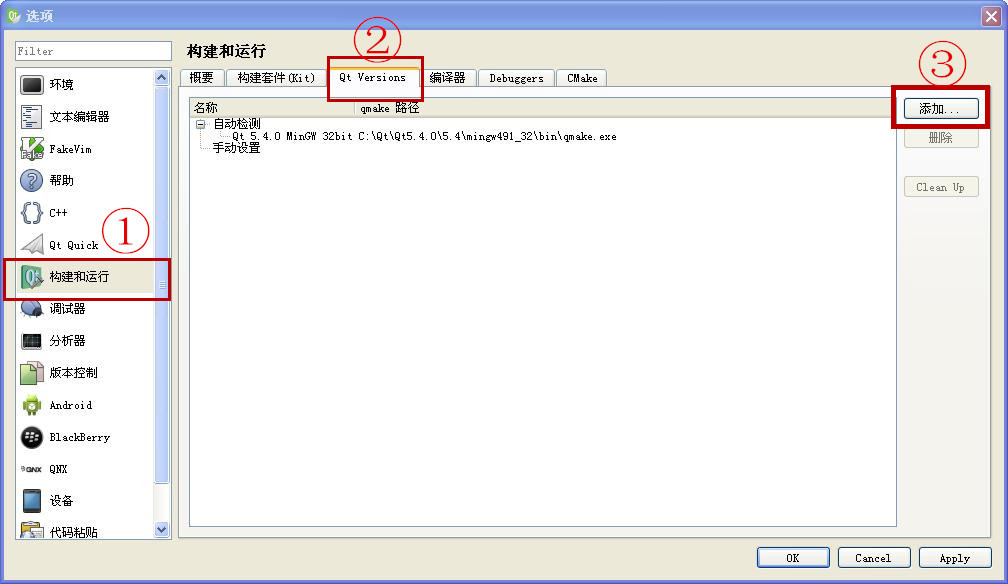 选项
Filter
环境
文本编辑器
FakeVim
帮助
C++
Qt Quick
①
构建和运行
调试器
分析器
版本控制
Android
BlackBerry
QNX
设备
代码粘贴
构建和运行
②
概要 构建套件(Kit) Qt Versions 编译器 Debuggers CMake
名称 qmake 路径
自动检测
Qt 5.4.0 MinGW 32bit C:\Qt\Qt5.4.0\5.4\mingw491_32\bin\qmake.exe
手动设置
③
添加...
删除
Clean Up
OK Cancel Apply